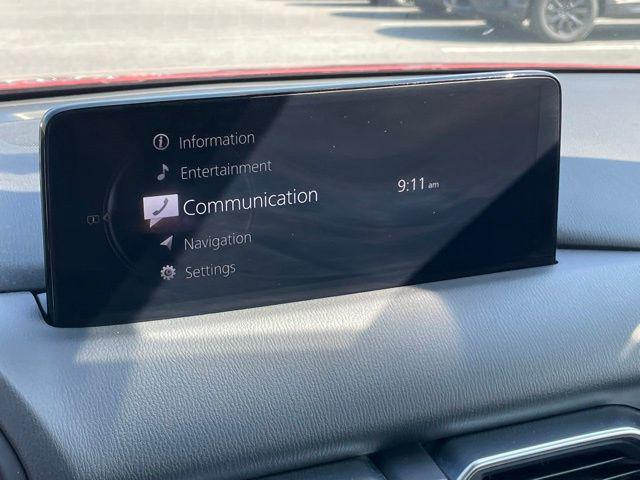 Information
Entertainment
Communication
9:11 am
Navigation
Settings